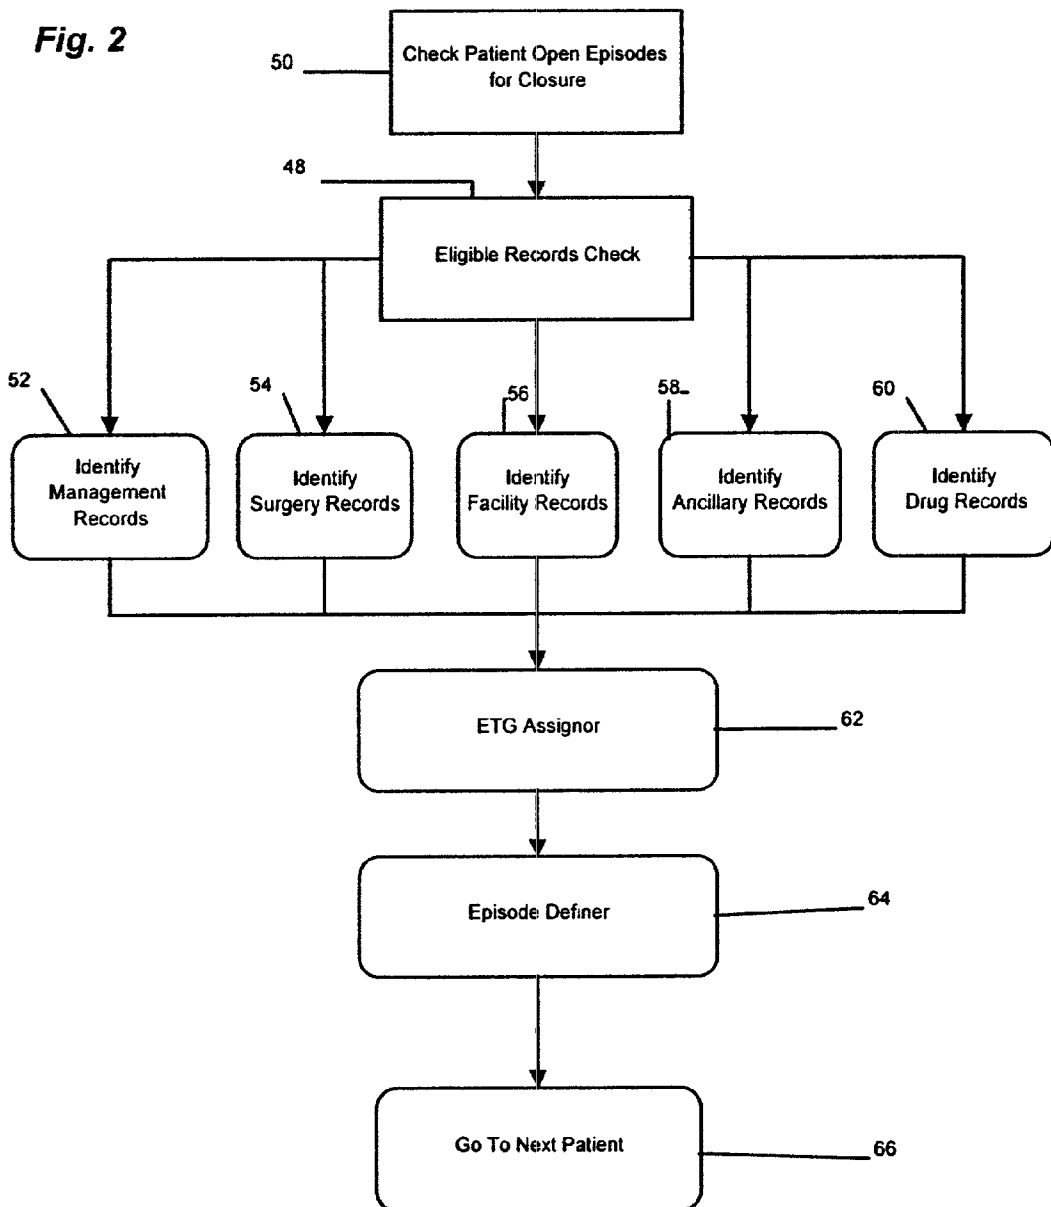 Fig. 2
50
Check Patient Open Episodes
for Closure
48
Eligible Records Check
52
54
56
58
60
Identify
Management
Records
Identify
Surgery Records
Identify
Facility Records
Identify
Ancillary Records
Identify
Drug Records
ETG Assignor
62
Episode Definer
64
Go To Next Patient
66